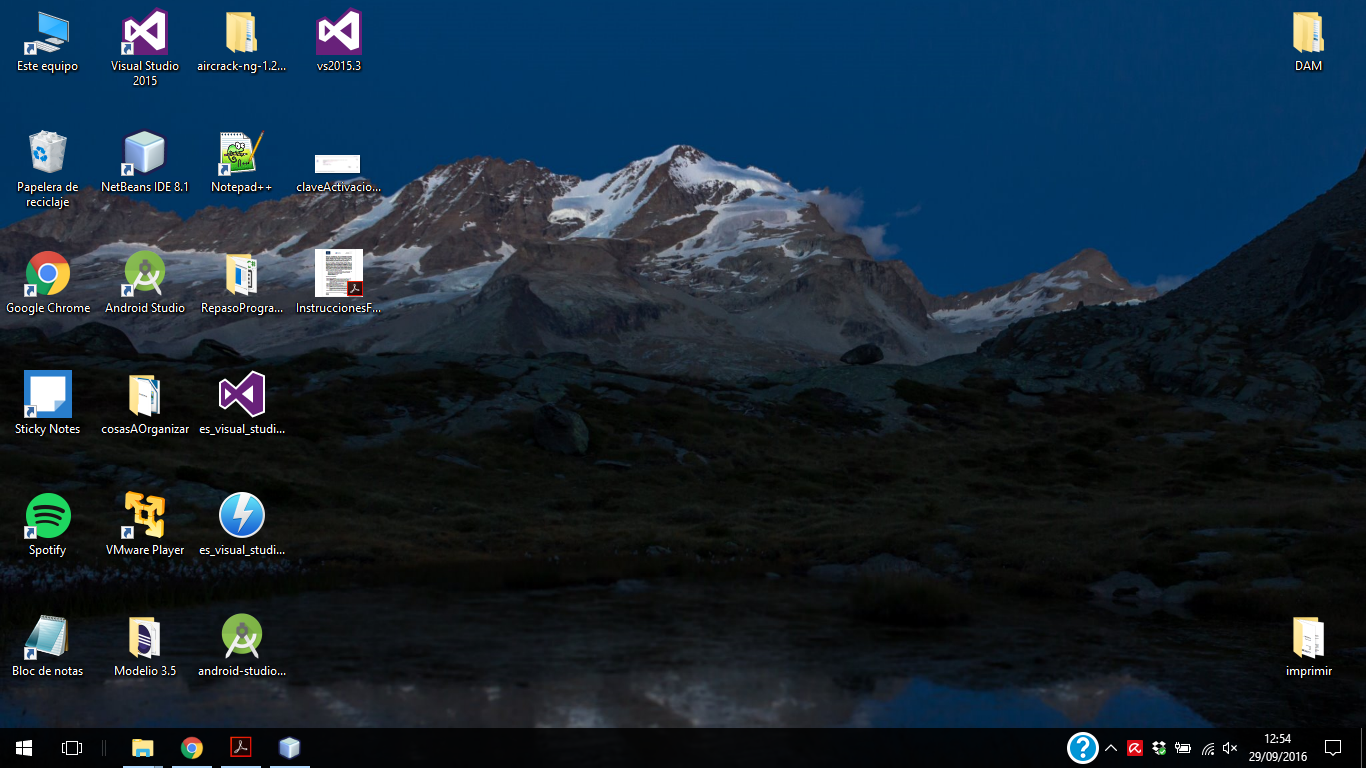 Este equipo
Visual Studio
2015
aircrack-ng-1.2...
vs2015.3
DAM
Papelera de
reciclaje
NetBeans IDE 8.1
Notepad++
claveActivacio...
Google Chrome
Android Studio
RepasoProgra...
InstruccionesF...
Sticky Notes
cosasAOrganizar
es_visual_studi...
Spotify
VMware Player
es_visual_studi...
Bloc de notas
Modelio 3.5
android-studio...
imprimir
12:54
29/09/2016